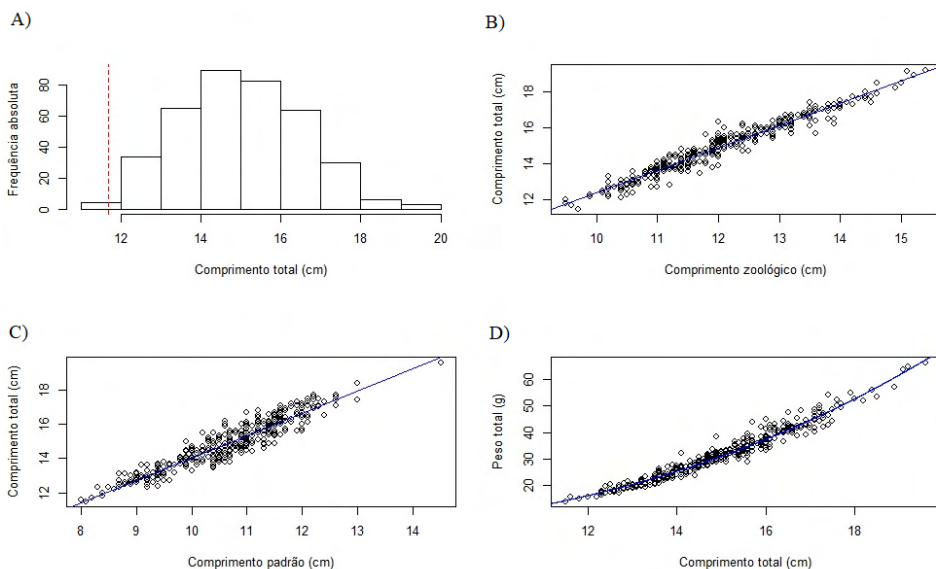 A)
Frequência absoluta
0 20 40 60 80
12 14 16 18 20
Comprimento total (cm)
B)
Comprimento total (cm)
12 14 16 18
10 11 12 13 14 15
Comprimento zoológico (cm)
C)
Comprimento total (cm)
12 14 16 18
8 9 10 11 12 13 14
Comprimento padrão (cm)
D)
Peso total (g)
20 30 40 50 60
12 14 16 18
Comprimento total (cm)